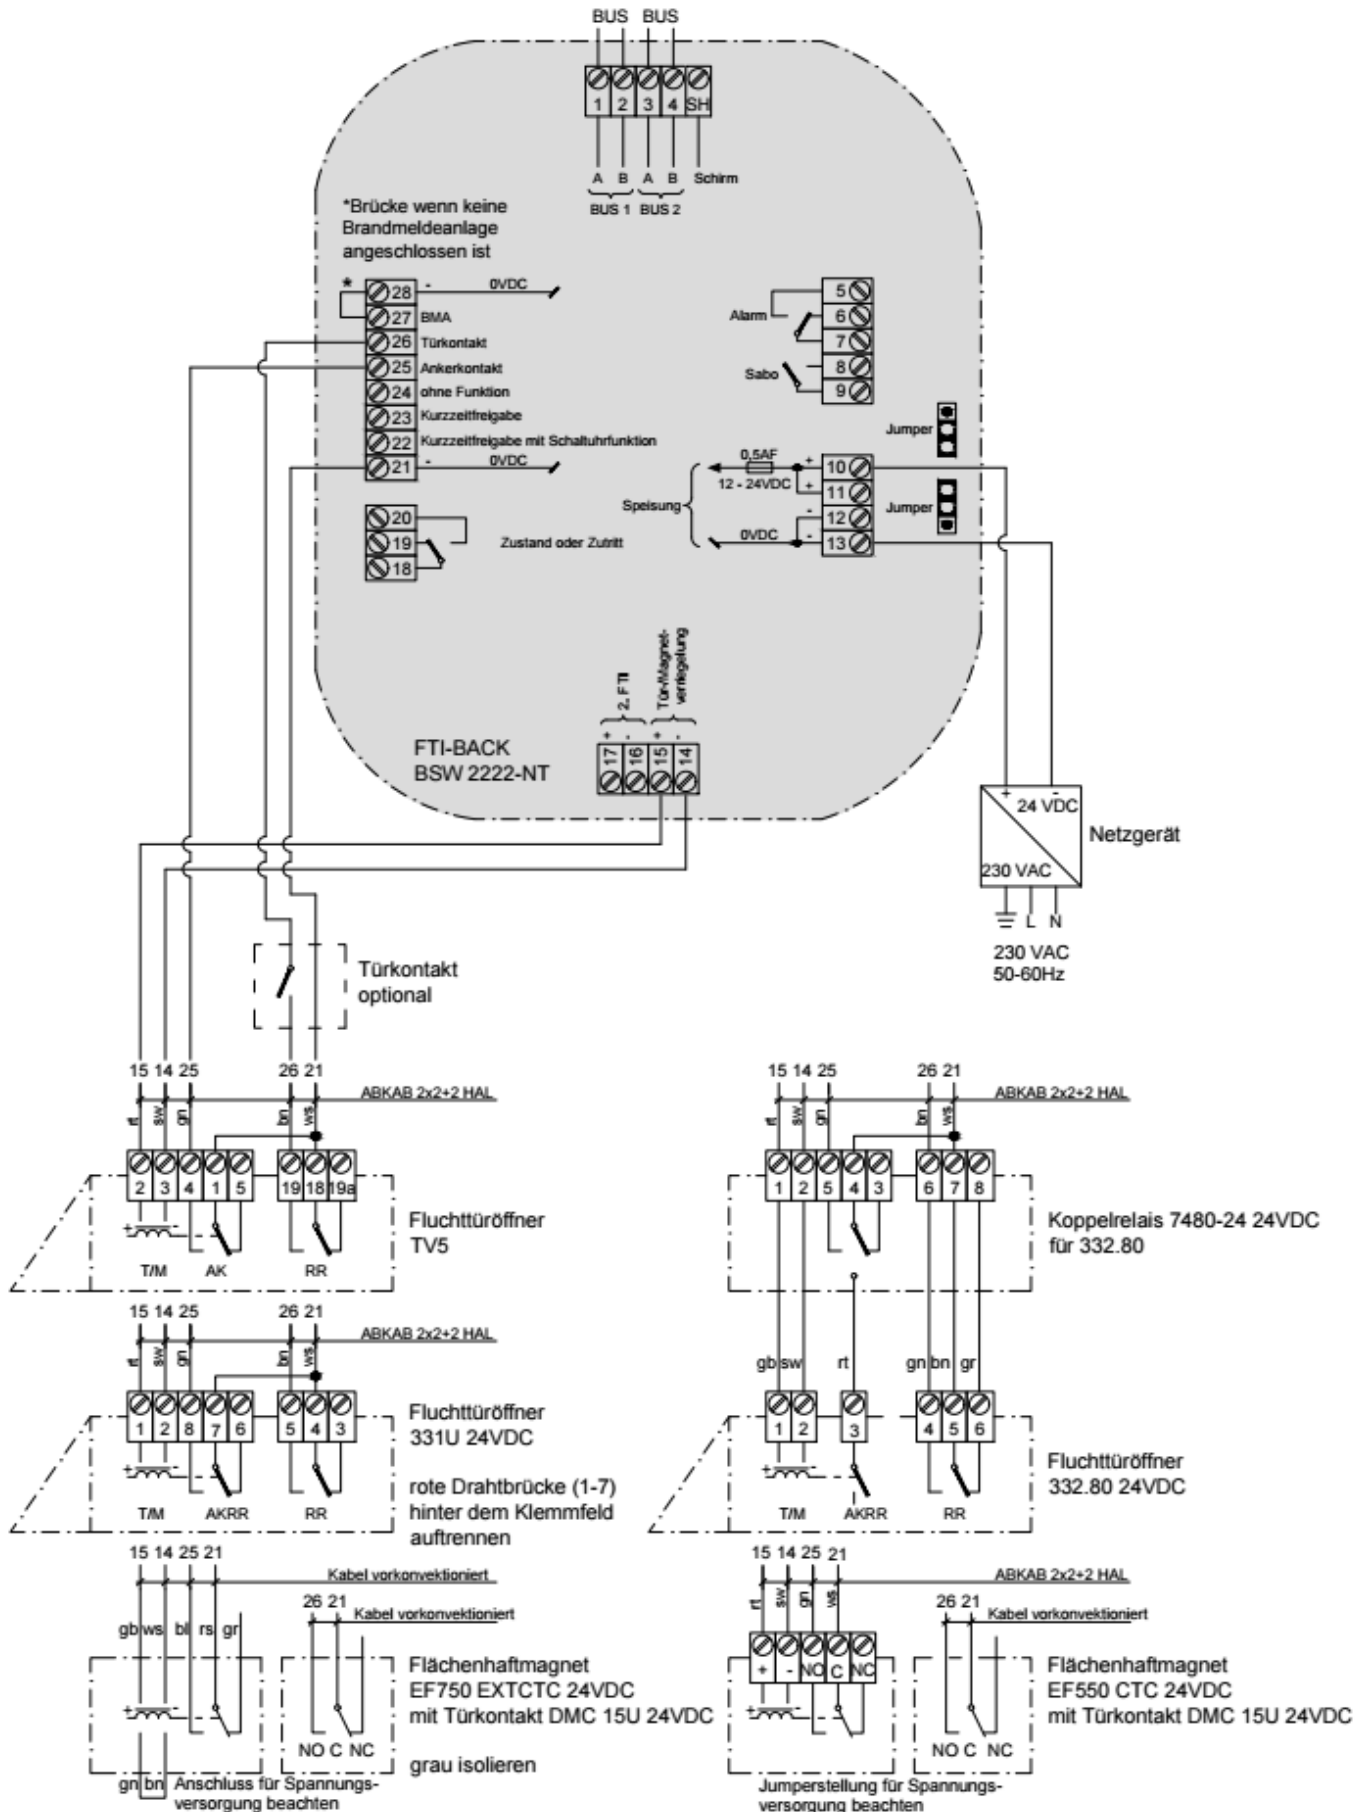 BUS BUS
1 2 3 4 SH
A B A B Schirm
BUS 1 BUS 2
*Brücke wenn keine
Brandmeldeanlage
angeschlossen ist
*
28 - 0VDC
27 BMA
26 Türkontakt
25 Ankerkontakt
24 ohne Funktion
23 Kurzzeitfreigabe
22 Kurzzeitfreigabe mit Schaltuhrfunktion
21 - 0VDC
20
19
18
Zustand oder Zutritt
Alarm
5
6
7
Sabo
8
9
Jumper
Jumper
Speisung
0,5AF
12 - 24VDC
0VDC
+ 10
+ 11
- 12
- 13
2. FTI
Tür-/Magnet-
verriegelung
+ - + -
17 16 15 14
FTI-BACK
BSW 2222-NT
+ -
24 VDC
230 VAC
Netzgerät
L N
230 VAC
50-60Hz
Türkontakt
optional
15 14 25 26 21
ABKAB 2x2+2 HAL
rt sw gn bn ws
2 3 4 1 5 19 18 19a
+ -
T/M AK RR
Fluchttüröffner
TV5
15 14 25 26 21
ABKAB 2x2+2 HAL
rt sw gn bn ws
1 2 8 7 6 5 4 3
+ -
T/M AKRR RR
Fluchttüröffner
331U 24VDC
rote Drahtbrücke (1-7)
hinter dem Klemmfeld
auftrennen
15 14 25 21
Kabel vorkonvektioniert
26 21
Kabel vorkonvektioniert
gb ws bl rs gr
+ -
NO C NC
gn bn
Anschluss für Spannungs-
versorgung beachten
Flächenhaftmagnet
EF750 EXTCTC 24VDC
mit Türkontakt DMC 15U 24VDC
grau isolieren
15 14 25 26 21
ABKAB 2x2+2 HAL
rt sw gn bn ws
1 2 5 4 3 6 7 8
Koppelrelais 7480-24 24VDC
für 332.80
gb sw rt gn bn gr
1 2 3 4 5 6
+ -
T/M AKRR RR
Fluchttüröffner
332.80 24VDC
15 14 25 21
ABKAB 2x2+2 HAL
26 21
Kabel vorkonvektioniert
rt sw gn ws
+ - NO C NC
+ -
NO C NC
Jumperstellung für Spannungs-
versorgung beachten
Flächenhaftmagnet
EF550 CTC 24VDC
mit Türkontakt DMC 15U 24VDC